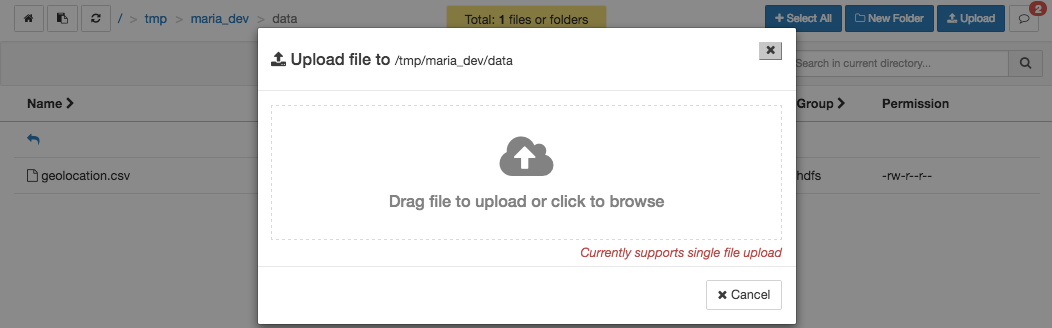 / > tmp > maria_dev > data
Total: 1 files or folders
+ Select All
New Folder
Upload
2
Upload file to /tmp/maria_dev/data
Search in current directory...
Name
Group
Permission
geolocation.csv
hdfs
-rw-r--r--
Drag file to upload or click to browse
Currently supports single file upload
Cancel